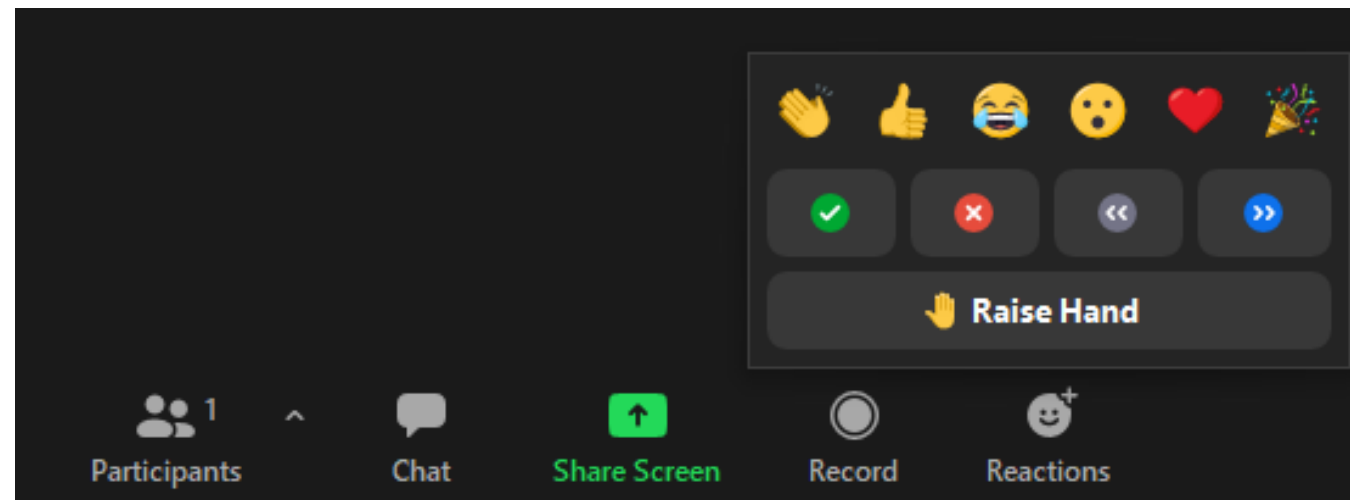 Raise Hand
1
Participants
Chat
Share Screen
Record
Reactions